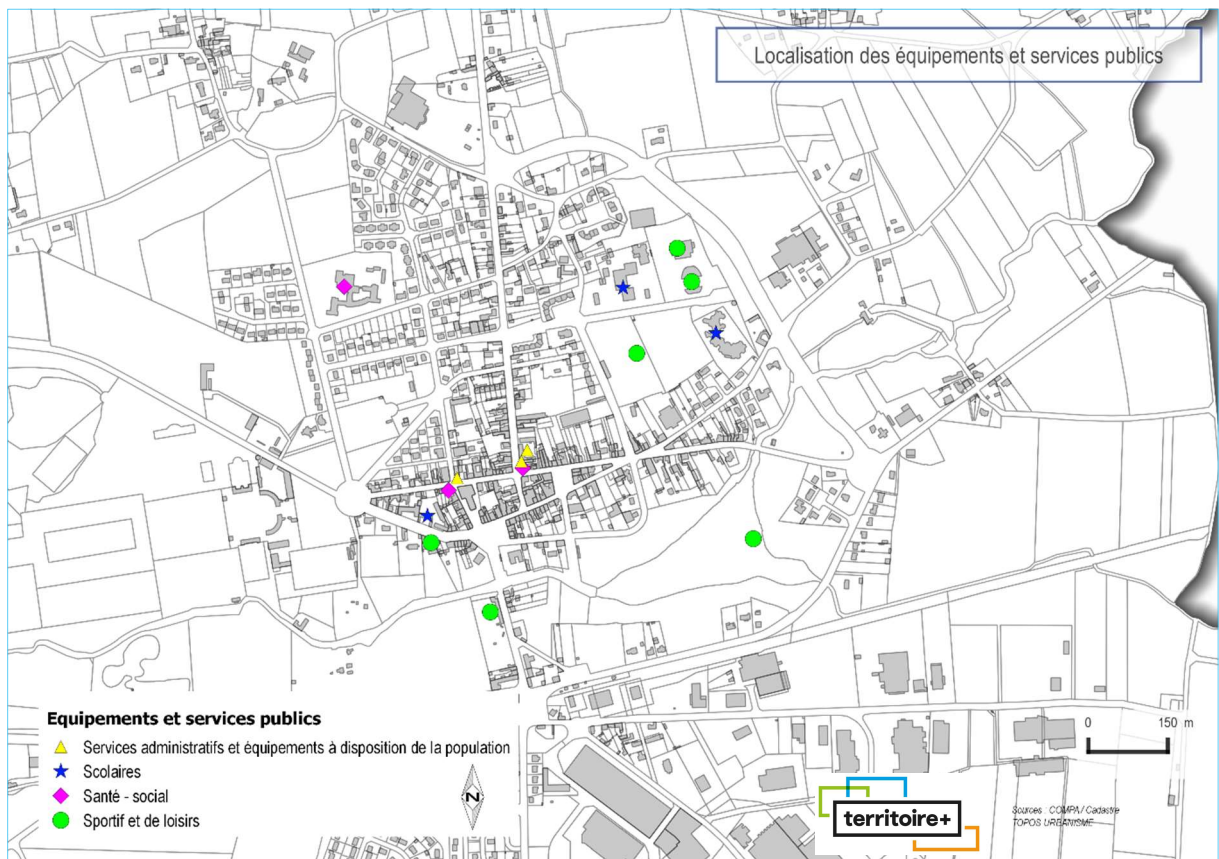 Localisation des équipements et services publics
Equipements et services publics
Services administratifs et équipements à disposition de la population
Scolaires
Santé - social
Sportif et de loisirs
N
0 150 m
territoire+
Sources : COMPA / Cadastre
TOPOS URBANISME